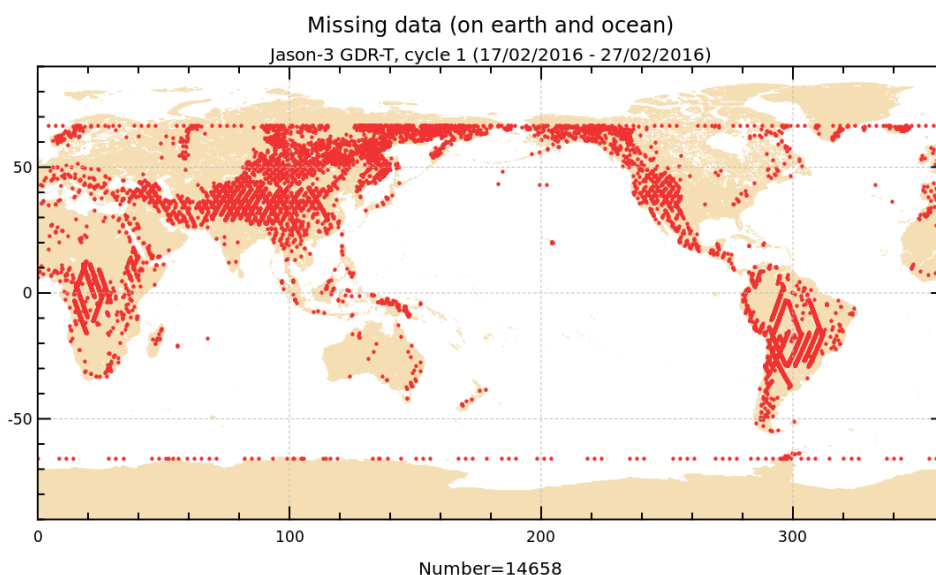 Missing data (on earth and ocean)
Jason-3 GDR-T, cycle 1 (17/02/2016 - 27/02/2016)
50
0
-50
0 100 200 300
Number=14658